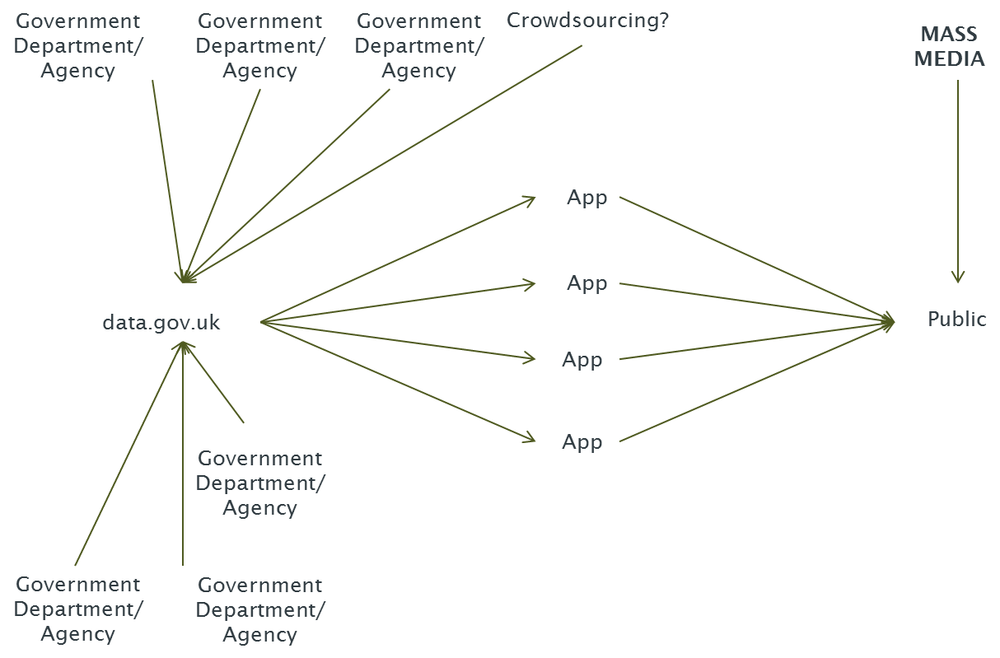 Government
Department/
Agency
Government
Department/
Agency
Government
Department/
Agency
Crowdsourcing?
MASS
MEDIA
App
App
data.gov.uk
Public
App
App
Government
Department/
Agency
Government
Department/
Agency
Government
Department/
Agency